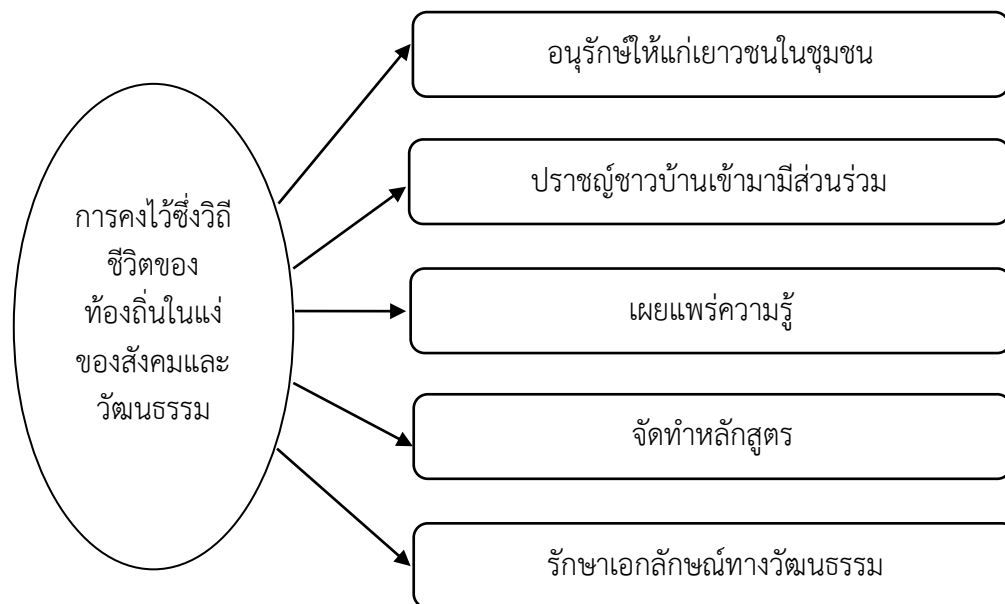 การคงไว้ซึ่งวิถี
ชีวิตของ
ท้องถิ่นในแง่
ของสังคมและ
วัฒนธรรม
อนุรักษ์ให้แก่เยาวชนในชุมชน
ปราชญ์ชาวบ้านเข้ามามีส่วนร่วม
เผยแพร่ความรู้
จัดทำหลักสูตร
รักษาเอกลักษณ์ทางวัฒนธรรม